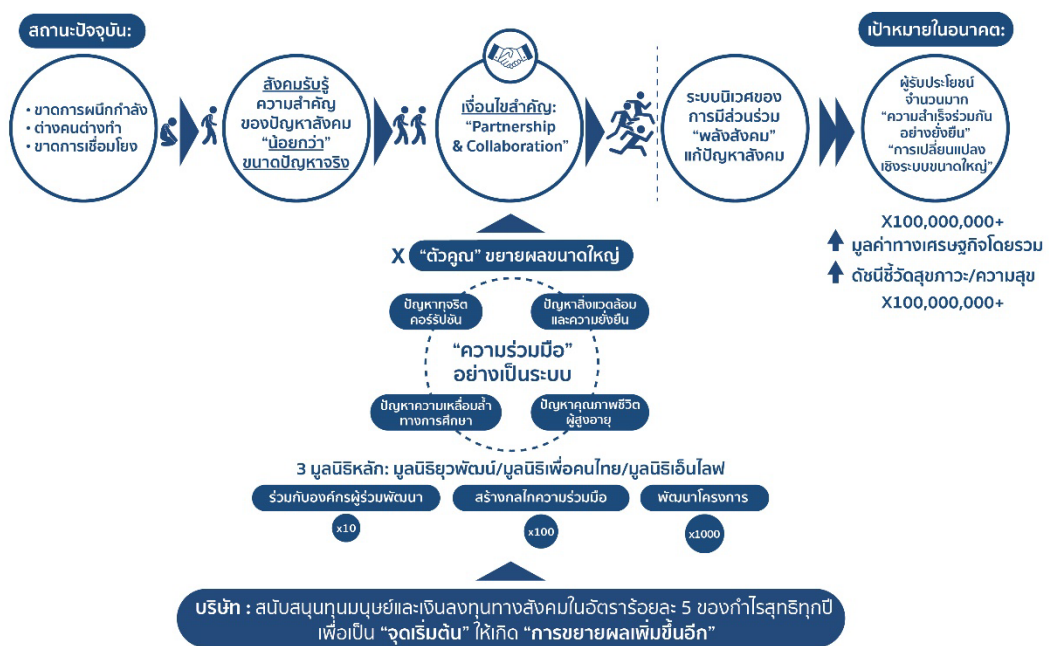 สถานะปัจจุบัน:
• ขาดการผนึกกำลัง
• ต่างคนต่างทำ
• ขาดการเชื่อมโยง
สังคมรับรู้
ความสำคัญ
ของปัญหาสังคม
“น้อยกว่า”
ขนาดปัญหาจริง
เงื่อนไขสำคัญ:
“Partnership
& Collaboration”
ระบบนิเวศของ
การมีส่วนร่วม
“พลังสังคม”
แก้ปัญหาสังคม
เป้าหมายในอนาคต:
ผู้รับประโยชน์
จำนวนมาก
“ความสำเร็จร่วมกัน
อย่างยั่งยืน”
“การเปลี่ยนแปลง
เชิงระบบขนาดใหญ่”
X100,000,000+
มูลค่าทางเศรษฐกิจโดยรวม
ดัชนีชี้วัดสุขภาวะ/ความสุข
X100,000,000+
X “ตัวคูณ” ขยายผลขนาดใหญ่
ปัญหาทุจริต
คอร์รัปชัน
ปัญหาสิ่งแวดล้อม
และความยั่งยืน
“ความร่วมมือ”
อย่างเป็นระบบ
ปัญหาความเหลื่อมล้ำ
ทางการศึกษา
ปัญหาคุณภาพชีวิต
ผู้สูงอายุ
3 มูลนิธิหลัก: มูลนิธิยุวพัฒน์/มูลนิธิเพื่อคนไทย/มูลนิธิเอ็นไลฟ
ร่วมกับองค์กรผู้ร่วมพัฒนา
x10
สร้างกลไกความร่วมมือ
x100
พัฒนาโครงการ
x1000
บริษัท : สนับสนุนทุนมนุษย์และเงินลงทุนทางสังคมในอัตราร้อยละ 5 ของกำไรสุทธิทุกปี
เพื่อเป็น “จุดเริ่มต้น” ให้เกิด “การขยายผลเพิ่มขึ้นอีก”